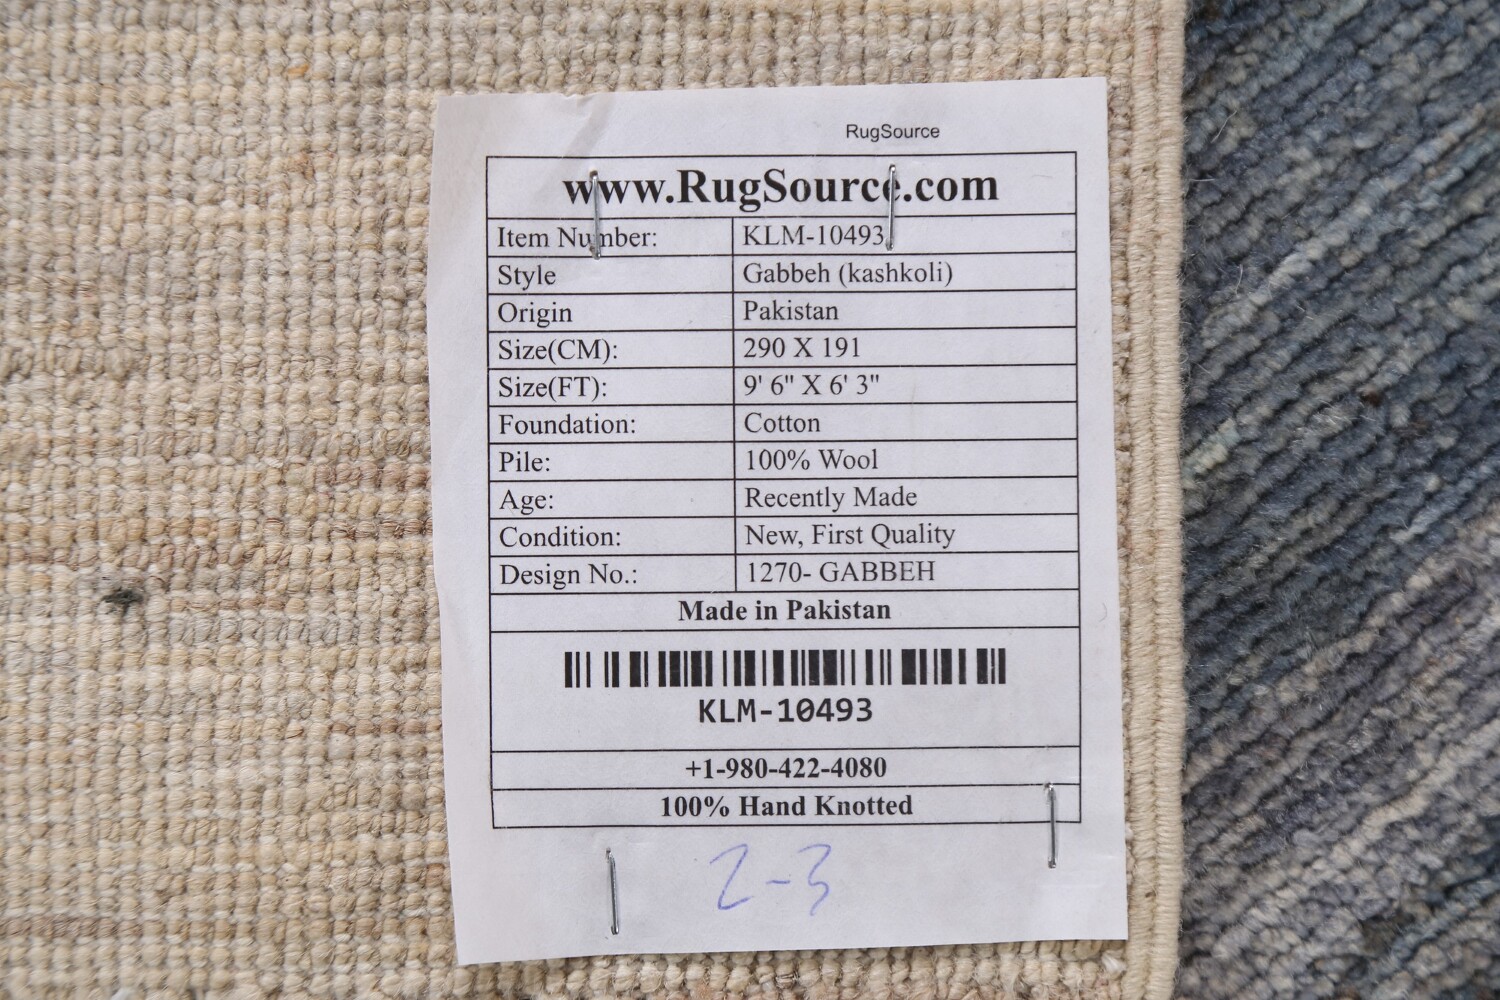 RugSource
www.RugSource.com
Item Number: KLM-10493
Style Gabbeh (kashkoli)
Origin Pakistan
Size(CM): 290 X 191
Size(FT): 9' 6" X 6' 3"
Foundation: Cotton
Pile: 100% Wool
Age: Recently Made
Condition: New, First Quality
Design No.: 1270- GABBEH
Made in Pakistan
KLM-10493
+1-980-422-4080
100% Hand Knotted
2-3